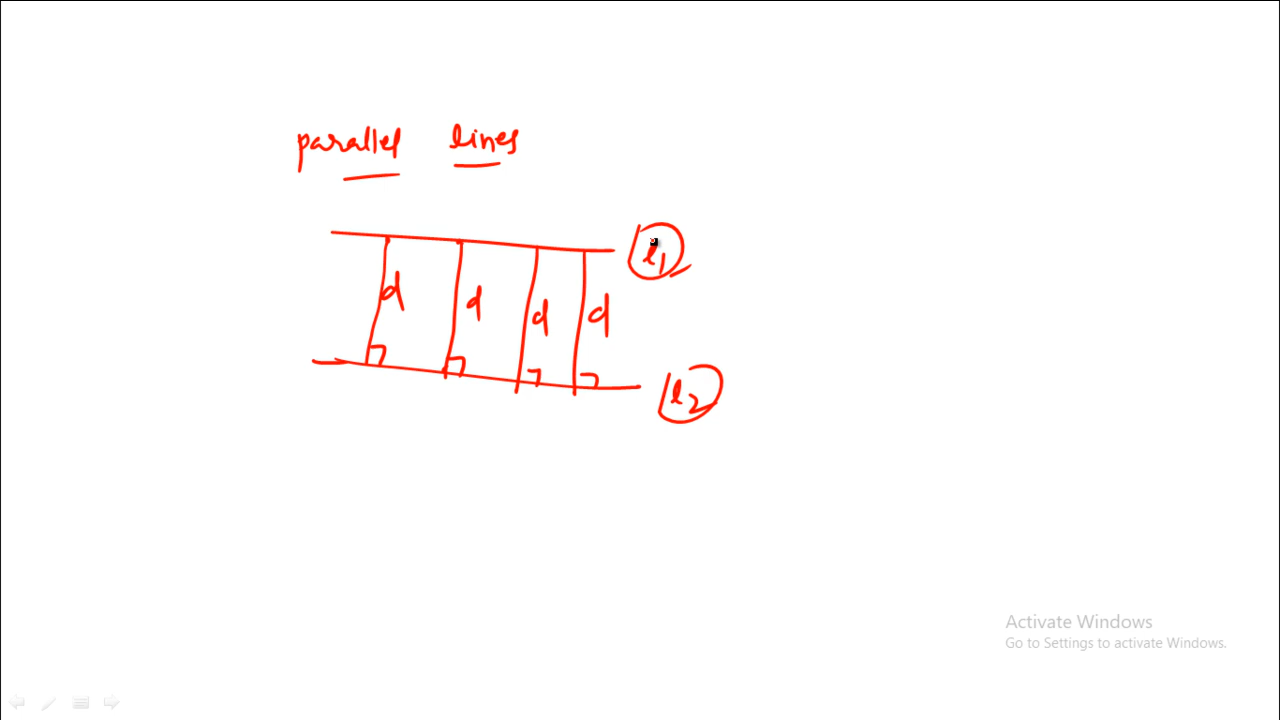 parallel lines
l1
d d d d
l2
Activate Windows
Go to Settings to activate Windows.